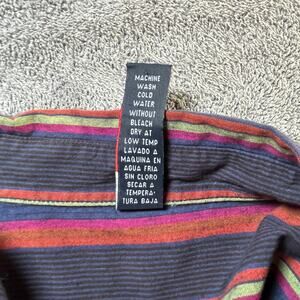 MACHINE
WASH
COLD
WATER
WITHOUT
BLEACH
DRY AT
LOW TEMP
LAVADO A
MAQUINA EN
AGUA FRIA
SIN CLORO
SECAR A
TEMPERA-
TURA BAJA